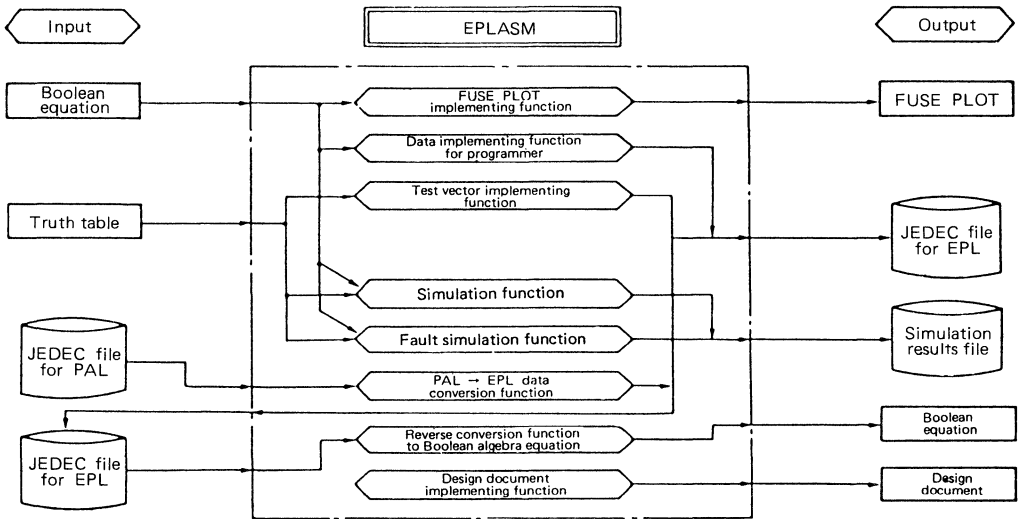 Input
EPLASM
Output
Boolean
equation
FUSE PLOT
implementing function
FUSE PLOT
Data implementing function
for programmer
Test vector implementing
function
Truth table
JEDEC file
for EPL
Simulation function
Fault simulation function
Simulation
results file
JEDEC file
for PAL
PAL → EPL data
conversion function
Boolean
equation
Reverse conversion function
to Boolean algebra equation
JEDEC file
for EPL
Design document
implementing function
Design
document